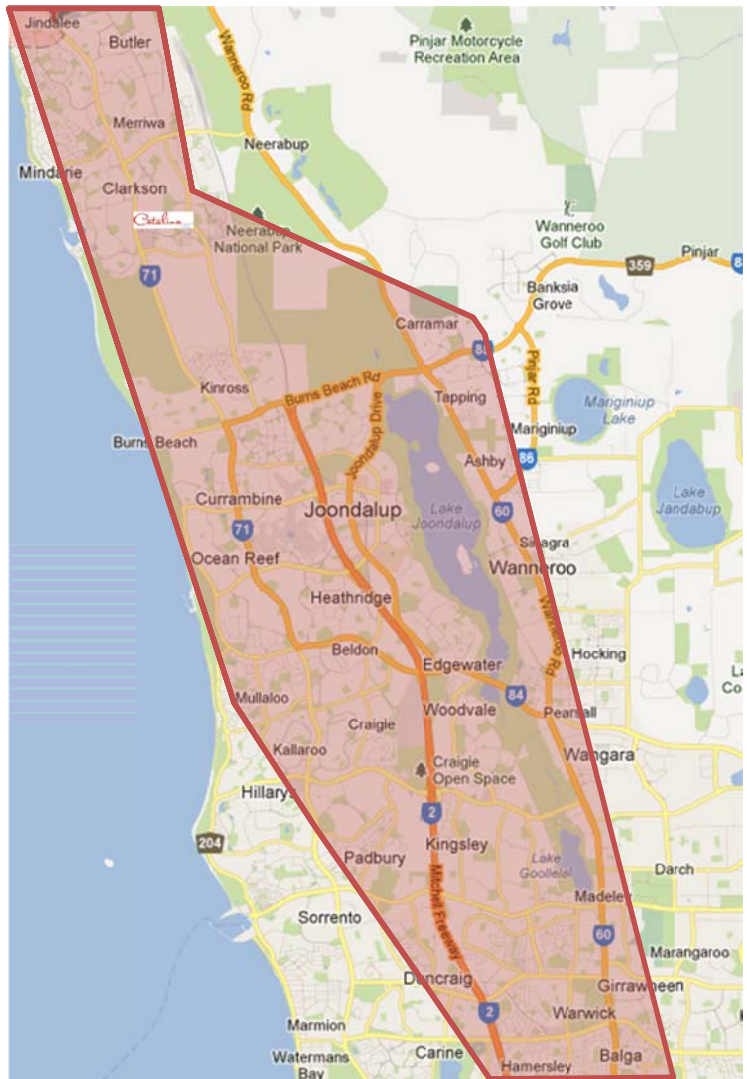 Jindalee
Butler
Wanneroo Rd
Pinjar Motorcycle
Recreation Area
Merriwa
Neerabup
Mindarie
Clarkson
Catalina
Neerabup
National Park
Wanneroo
Golf Club
Pinjar
359
71
Banksia
Grove
Carramar
Kinross
Burns Beach Rd
Tapping
Pinjar Rd
Mariginiup
Lake
Joondalup Drive
Mariginiup
Burns Beach
Ashby
86
Currambine
Joondalup
Lake
Joondalup
60
Lake
Jandabup
71
Sinagra
Ocean Reef
Wanneroo
Heathridge
Wanneroo Rd
Hocking
Beldon
Edgewater
84
Mullaloo
Woodvale
Pearsall
Craigie
Kallaroo
Wangara
Craigie
Open Space
Hillarys
2
204
Kingsley
Padbury
Lake
Goollelal
Darch
Madeley
Mitchell Freeway
Sorrento
60
Marangaroo
Duncraig
Girrawheen
2
Warwick
Marmion
Watermans
Bay
Carine
Hamersley
Balga